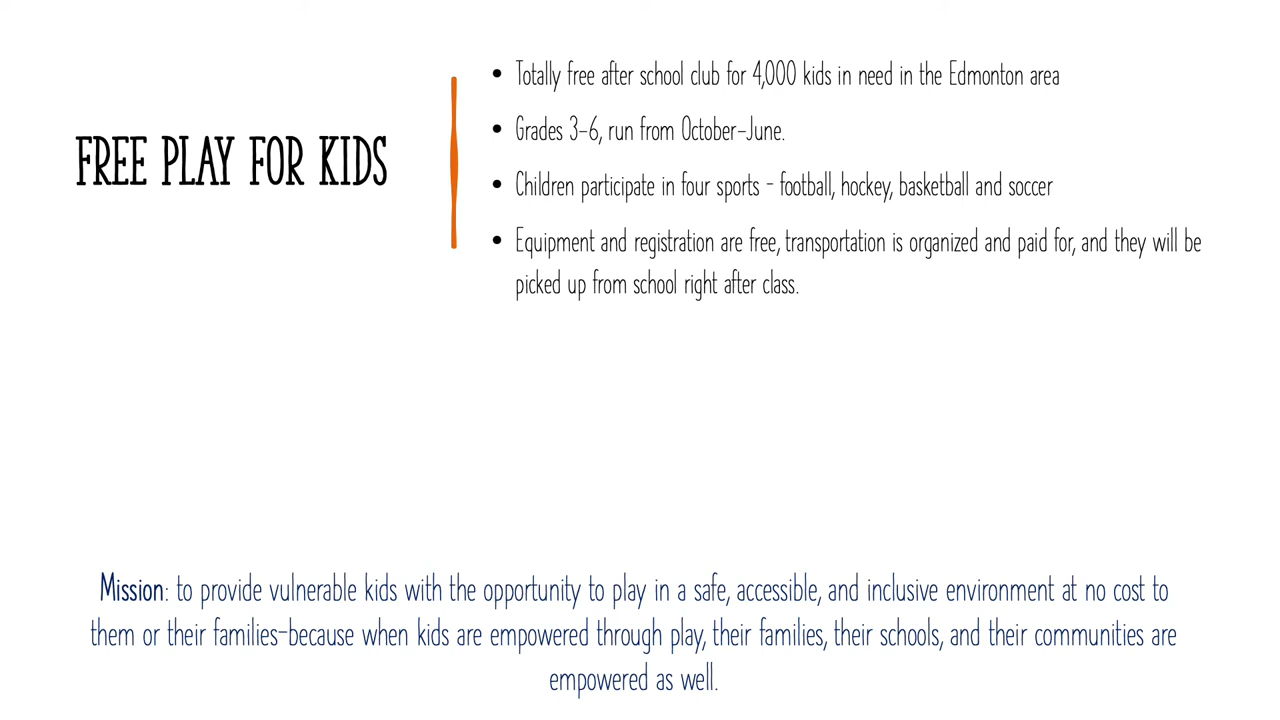 FREE PLAY FOR KIDS
• Totally free after school club for 4,000 kids in need in the Edmonton area
• Grades 3-6, run from October-June.
• Children participate in four sports - football, hockey, basketball and soccer
• Equipment and registration are free, transportation is organized and paid for, and they will be
picked up from school right after class.
Mission: to provide vulnerable kids with the opportunity to play in a safe, accessible, and inclusive environment at no cost to
them or their families-because when kids are empowered through play, their families, their schools, and their communities are
empowered as well.